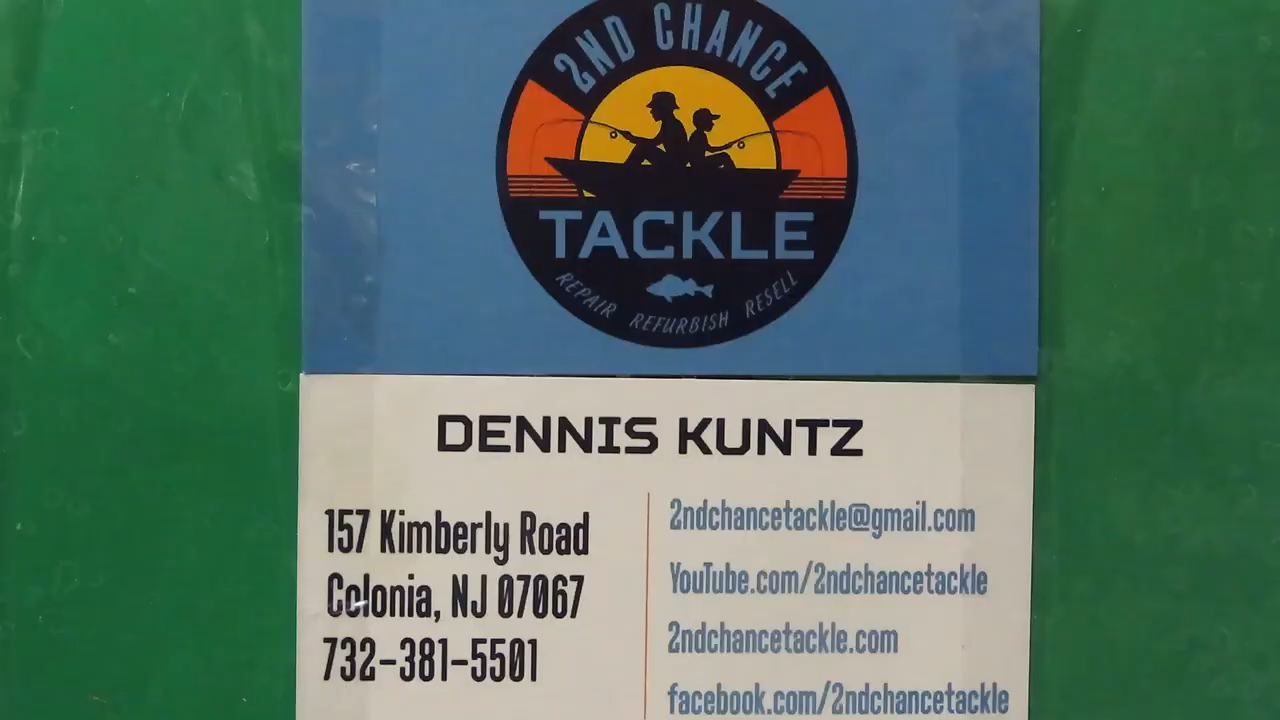 2ND CHANCE
TACKLE
REPAIR REFURBISH RESELL
DENNIS KUNTZ
157 Kimberly Road
Colonia, NJ 07067
732-381-5501
2ndchancetackle@gmail.com
YouTube.com/2ndchancetackle
2ndchancetackle.com
facebook.com/2ndchancetackle